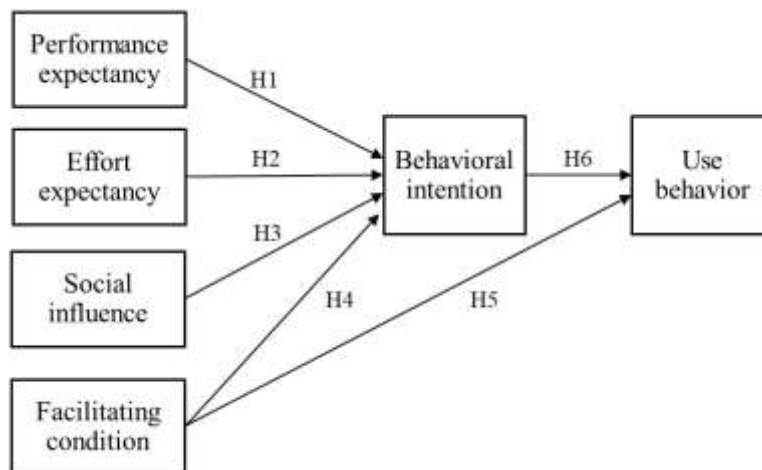 Performance
expectancy
H1
Effort
expectancy
H2
Behavioral
intention
H6
Use
behavior
Social
influence
H3
H4
H5
Facilitating
condition